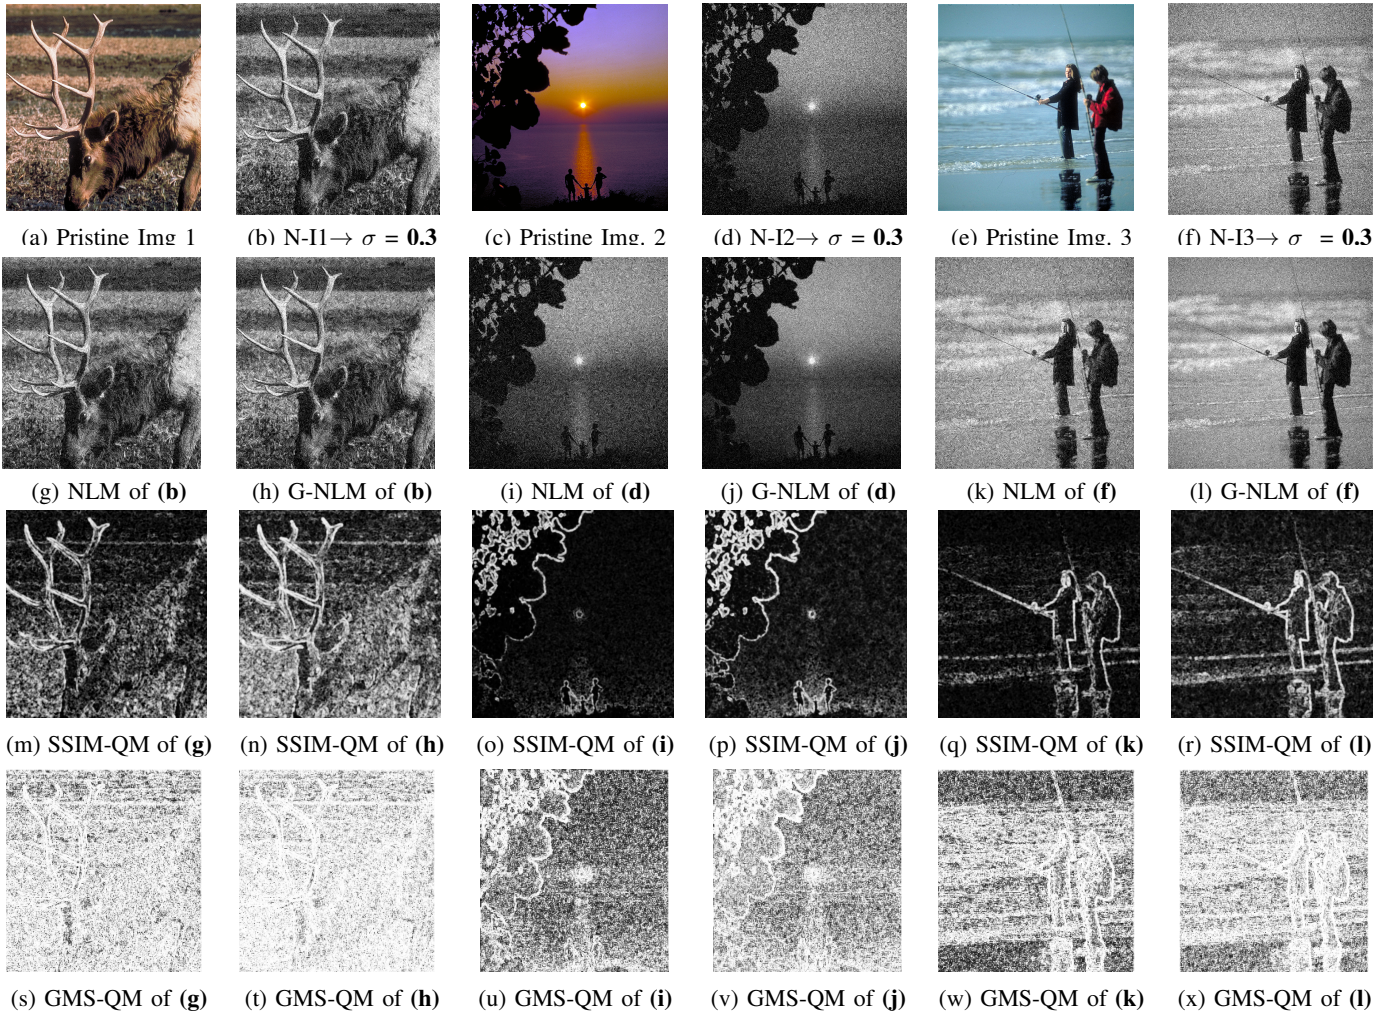 (a) Pristine Img 1 (b) N-I1→ σ = 0.3 (c) Pristine Img. 2 (d) N-I2→ σ = 0.3 (e) Pristine Img. 3 (f) N-I3→ σ = 0.3
(g) NLM of (b) (h) G-NLM of (b) (i) NLM of (d) (j) G-NLM of (d) (k) NLM of (f) (l) G-NLM of (f)
(m) SSIM-QM of (g) (n) SSIM-QM of (h) (o) SSIM-QM of (i) (p) SSIM-QM of (j) (q) SSIM-QM of (k) (r) SSIM-QM of (l)
(s) GMS-QM of (g) (t) GMS-QM of (h) (u) GMS-QM of (i) (v) GMS-QM of (j) (w) GMS-QM of (k) (x) GMS-QM of (l)